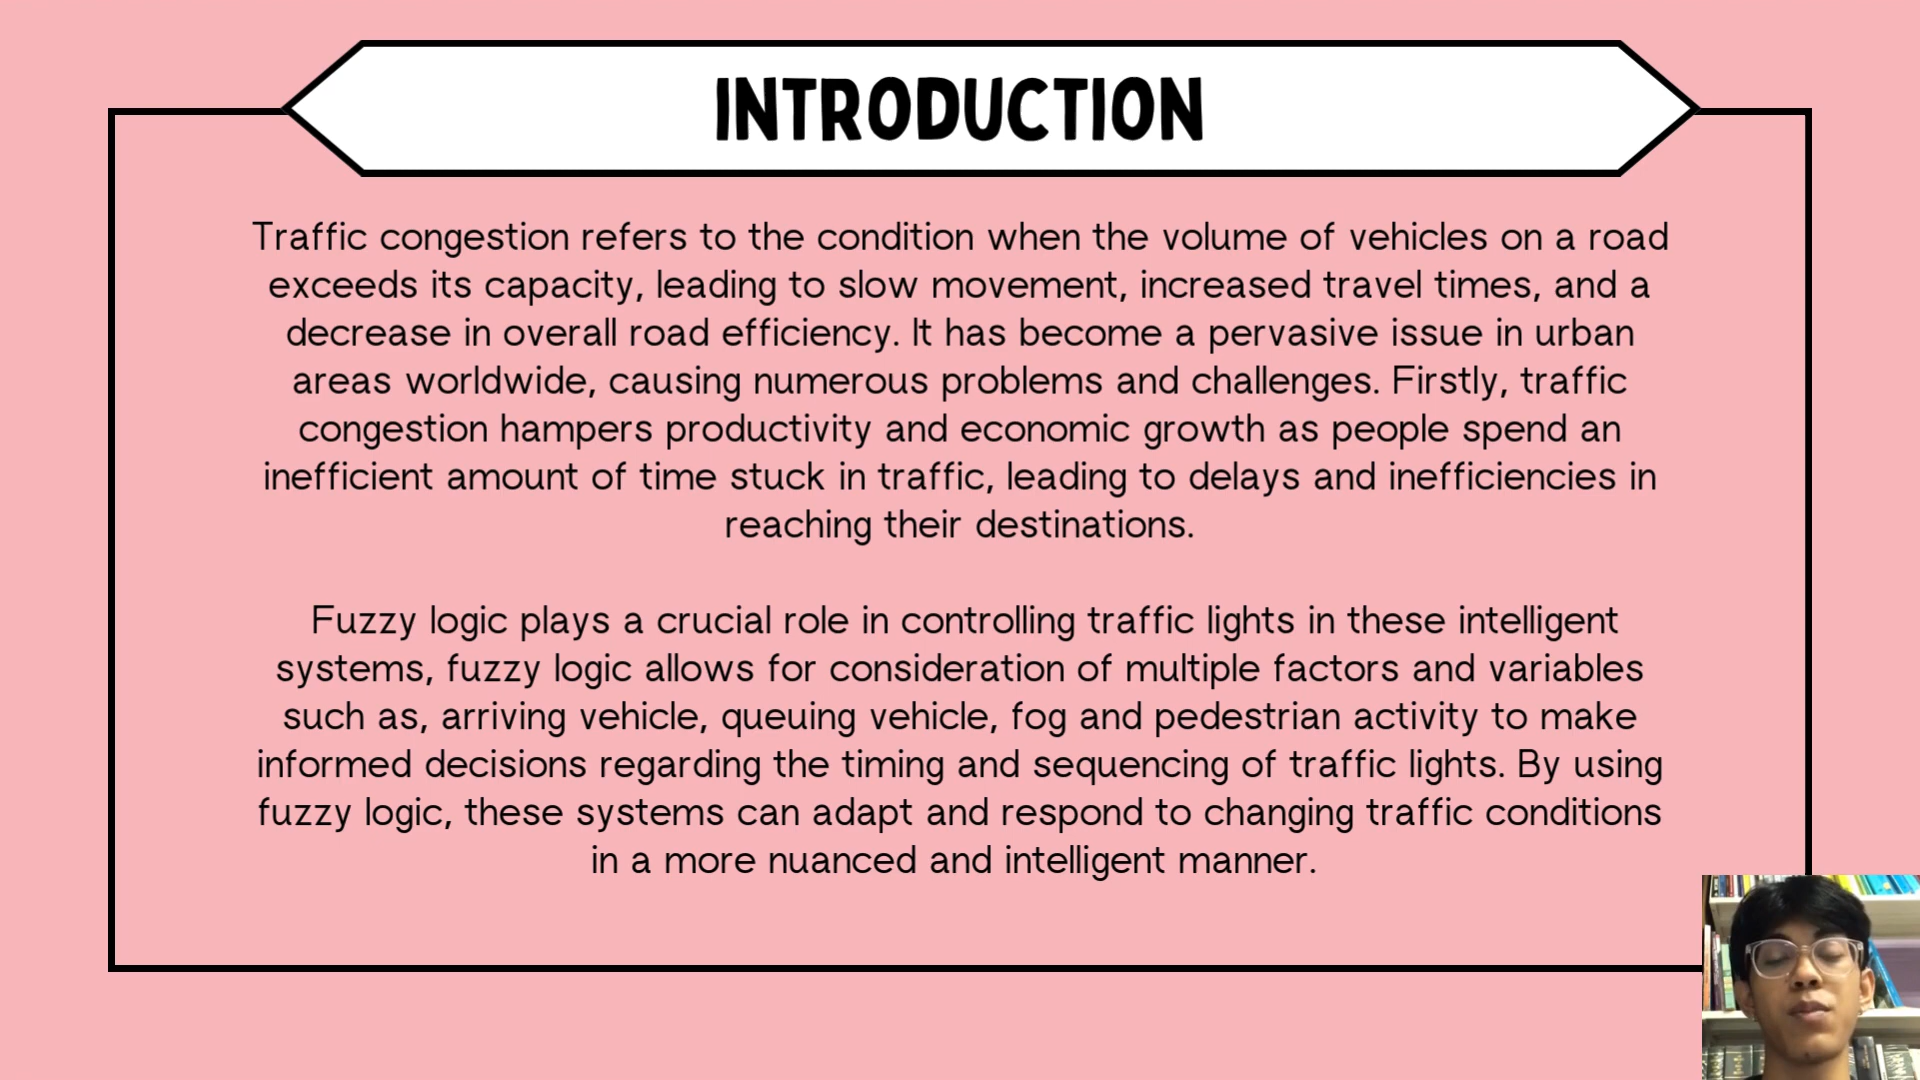 INTRODUCTION
Traffic congestion refers to the condition when the volume of vehicles on a road
exceeds its capacity, leading to slow movement, increased travel times, and a
decrease in overall road efficiency. It has become a pervasive issue in urban
areas worldwide, causing numerous problems and challenges. Firstly, traffic
congestion hampers productivity and economic growth as people spend an
inefficient amount of time stuck in traffic, leading to delays and inefficiencies in
reaching their destinations.
Fuzzy logic plays a crucial role in controlling traffic lights in these intelligent
systems, fuzzy logic allows for consideration of multiple factors and variables
such as, arriving vehicle, queuing vehicle, fog and pedestrian activity to make
informed decisions regarding the timing and sequencing of traffic lights. By using
fuzzy logic, these systems can adapt and respond to changing traffic conditions
in a more nuanced and intelligent manner.